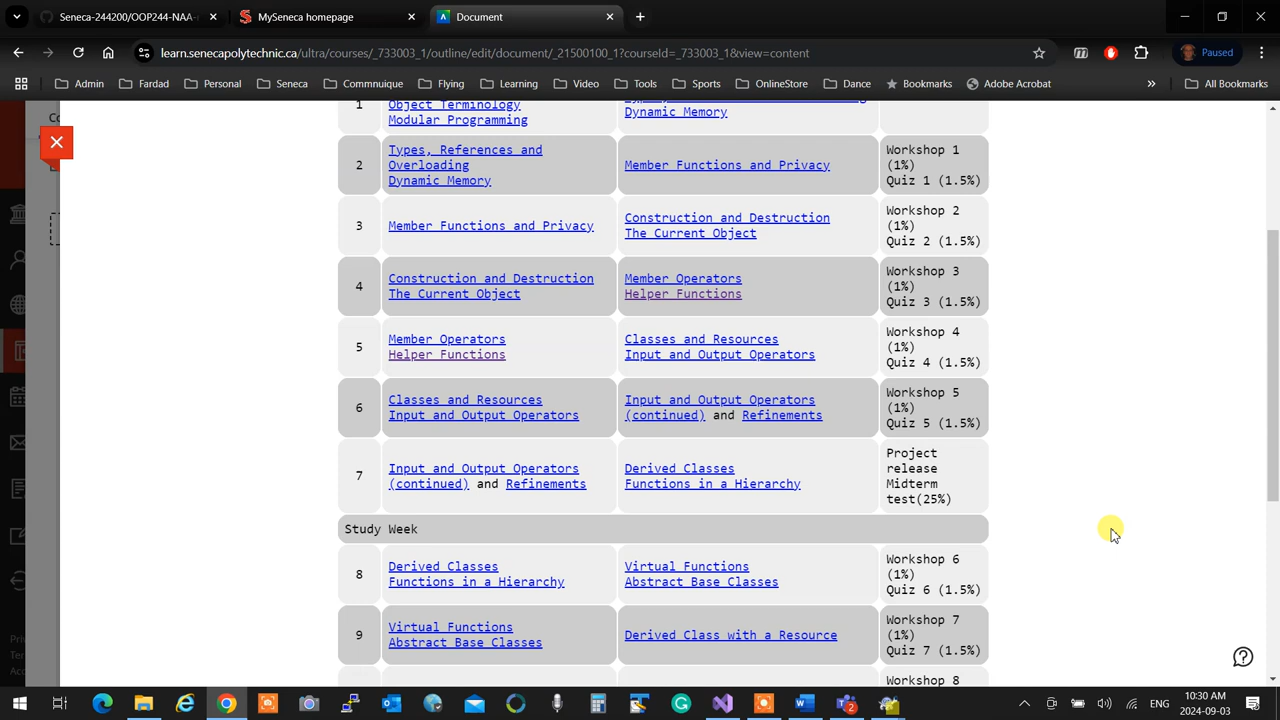 Seneca-244200/OOP244-NAA-
MySeneca homepage
Document
learn.senecapolytechnic.ca/ultra/courses/_733003_1/outline/edit/document/_21500100_1?courseId=_733003_1&view=content
Paused
Admin
Fardad
Personal
Seneca
Commnuique
Flying
Learning
Video
Tools
Sports
OnlineStore
Dance
Bookmarks
Adobe Acrobat
All Bookmarks
1
Object Terminology
Modular Programming
Dynamic Memory
2
Types, References and
Overloading
Dynamic Memory
Member Functions and Privacy
Workshop 1
(1%)
Quiz 1 (1.5%)
3
Member Functions and Privacy
Construction and Destruction
The Current Object
Workshop 2
(1%)
Quiz 2 (1.5%)
4
Construction and Destruction
The Current Object
Member Operators
Helper Functions
Workshop 3
(1%)
Quiz 3 (1.5%)
5
Member Operators
Helper Functions
Classes and Resources
Input and Output Operators
Workshop 4
(1%)
Quiz 4 (1.5%)
6
Classes and Resources
Input and Output Operators
Input and Output Operators
(continued) and Refinements
Workshop 5
(1%)
Quiz 5 (1.5%)
7
Input and Output Operators
(continued) and Refinements
Derived Classes
Functions in a Hierarchy
Project
release
Midterm
test(25%)
Study Week
8
Derived Classes
Functions in a Hierarchy
Virtual Functions
Abstract Base Classes
Workshop 6
(1%)
Quiz 6 (1.5%)
9
Virtual Functions
Abstract Base Classes
Derived Class with a Resource
Workshop 7
(1%)
Quiz 7 (1.5%)
Workshop 8
ENG
10:30 AM
2024-09-03